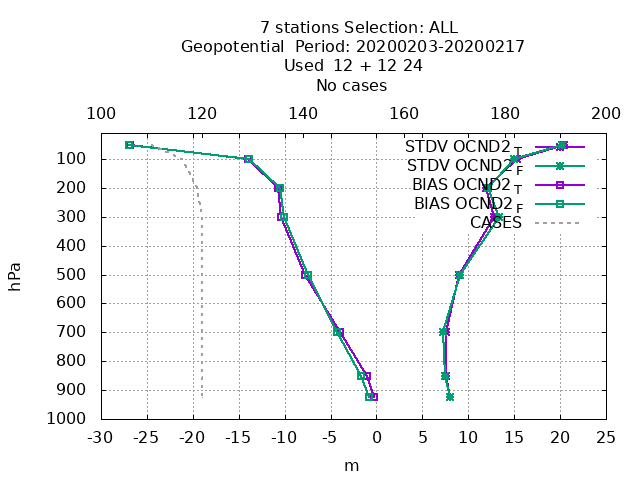 7 stations Selection: ALL
Geopotential  Period: 20200203-20200217
Used  12 + 12 24
No cases
100 120 140 160 180 200
STDV OCND2_T
STDV OCND2_F
BIAS OCND2_T
BIAS OCND2_F
CASES
100
200
300
400
500
600
700
800
900
1000
hPa
-30 -25 -20 -15 -10 -5 0 5 10 15 20 25
m